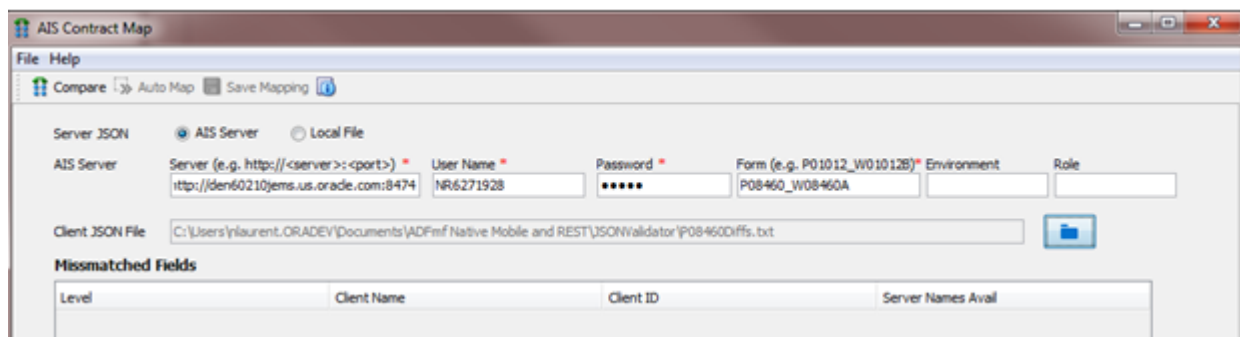 AIS Contract Map
File Help
Compare Auto Map Save Mapping
Server JSON AIS Server Local File
AIS Server Server (e.g. http://<server>:<port>) * User Name * Password * Form (e.g. P01012_W01012B)* Environment Role
http://den60210jems.us.oracle.com:8474 NR6271928 ••••• P08460_W08460A
Client JSON File C:\Users\nlaurent.ORADEV\Documents\ADFmf Native Mobile and REST\JSONValidator\P08460Diffs.txt
Missmatched Fields
Level Client Name Client ID Server Names Avail